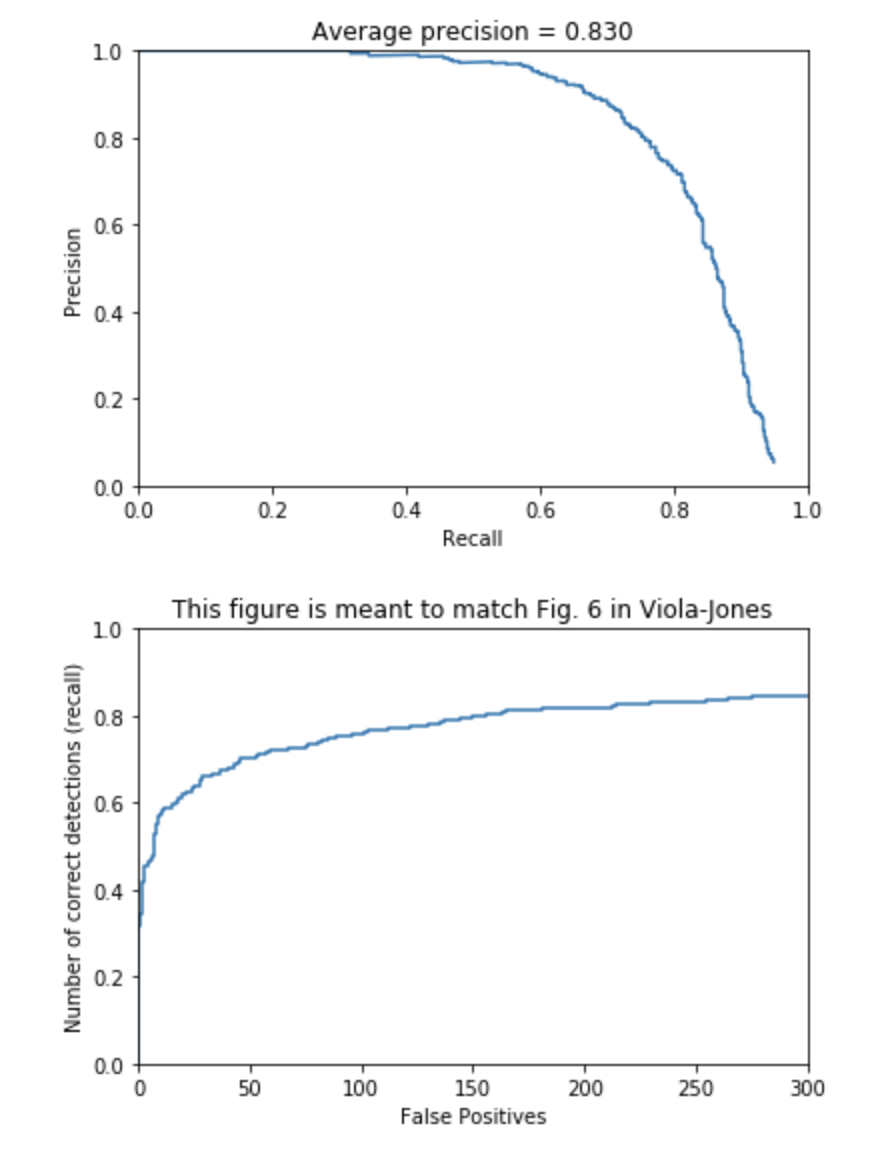 Average precision = 0.830
1.0
0.8
0.6
0.4
0.2
0.0
Precision
0.0 0.2 0.4 0.6 0.8 1.0
Recall
This figure is meant to match Fig. 6 in Viola-Jones
1.0
0.8
0.6
0.4
0.2
0.0
Number of correct detections (recall)
0 50 100 150 200 250 300
False Positives